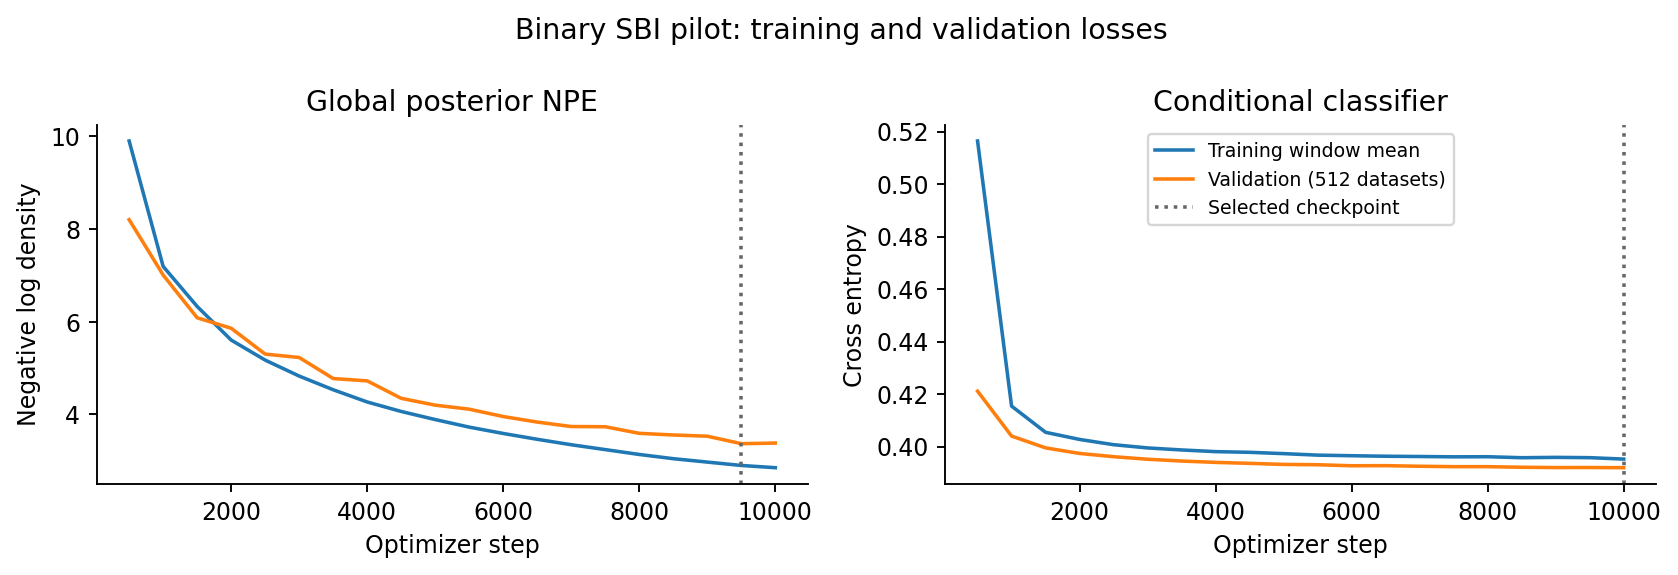 Binary SBI pilot: training and validation losses
Global posterior NPE
Negative log density
10
8
6
4
2000 4000 6000 8000 10000
Optimizer step
Conditional classifier
Cross entropy
0.52
0.50
0.48
0.46
0.44
0.42
0.40
Training window mean
Validation (512 datasets)
Selected checkpoint
2000 4000 6000 8000 10000
Optimizer step